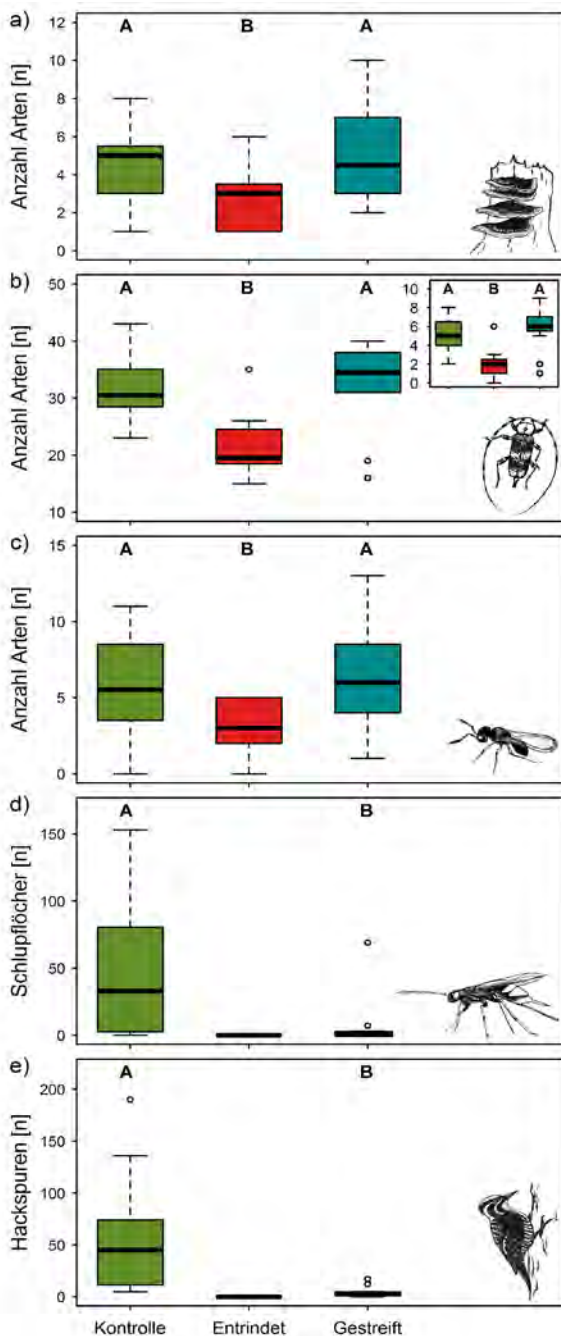 a)
A B A
Anzahl Arten [n]
12
10
8
6
4
2
0
b)
A B A
Anzahl Arten [n]
50
40
30
20
10
A B A
10
8
6
4
2
0
c)
A B A
Anzahl Arten [n]
15
10
5
0
d)
A B
Schlupflöcher [n]
150
100
50
0
e)
A B
Hackspuren [n]
200
150
100
50
0
Kontrolle Entrindet Gestreift